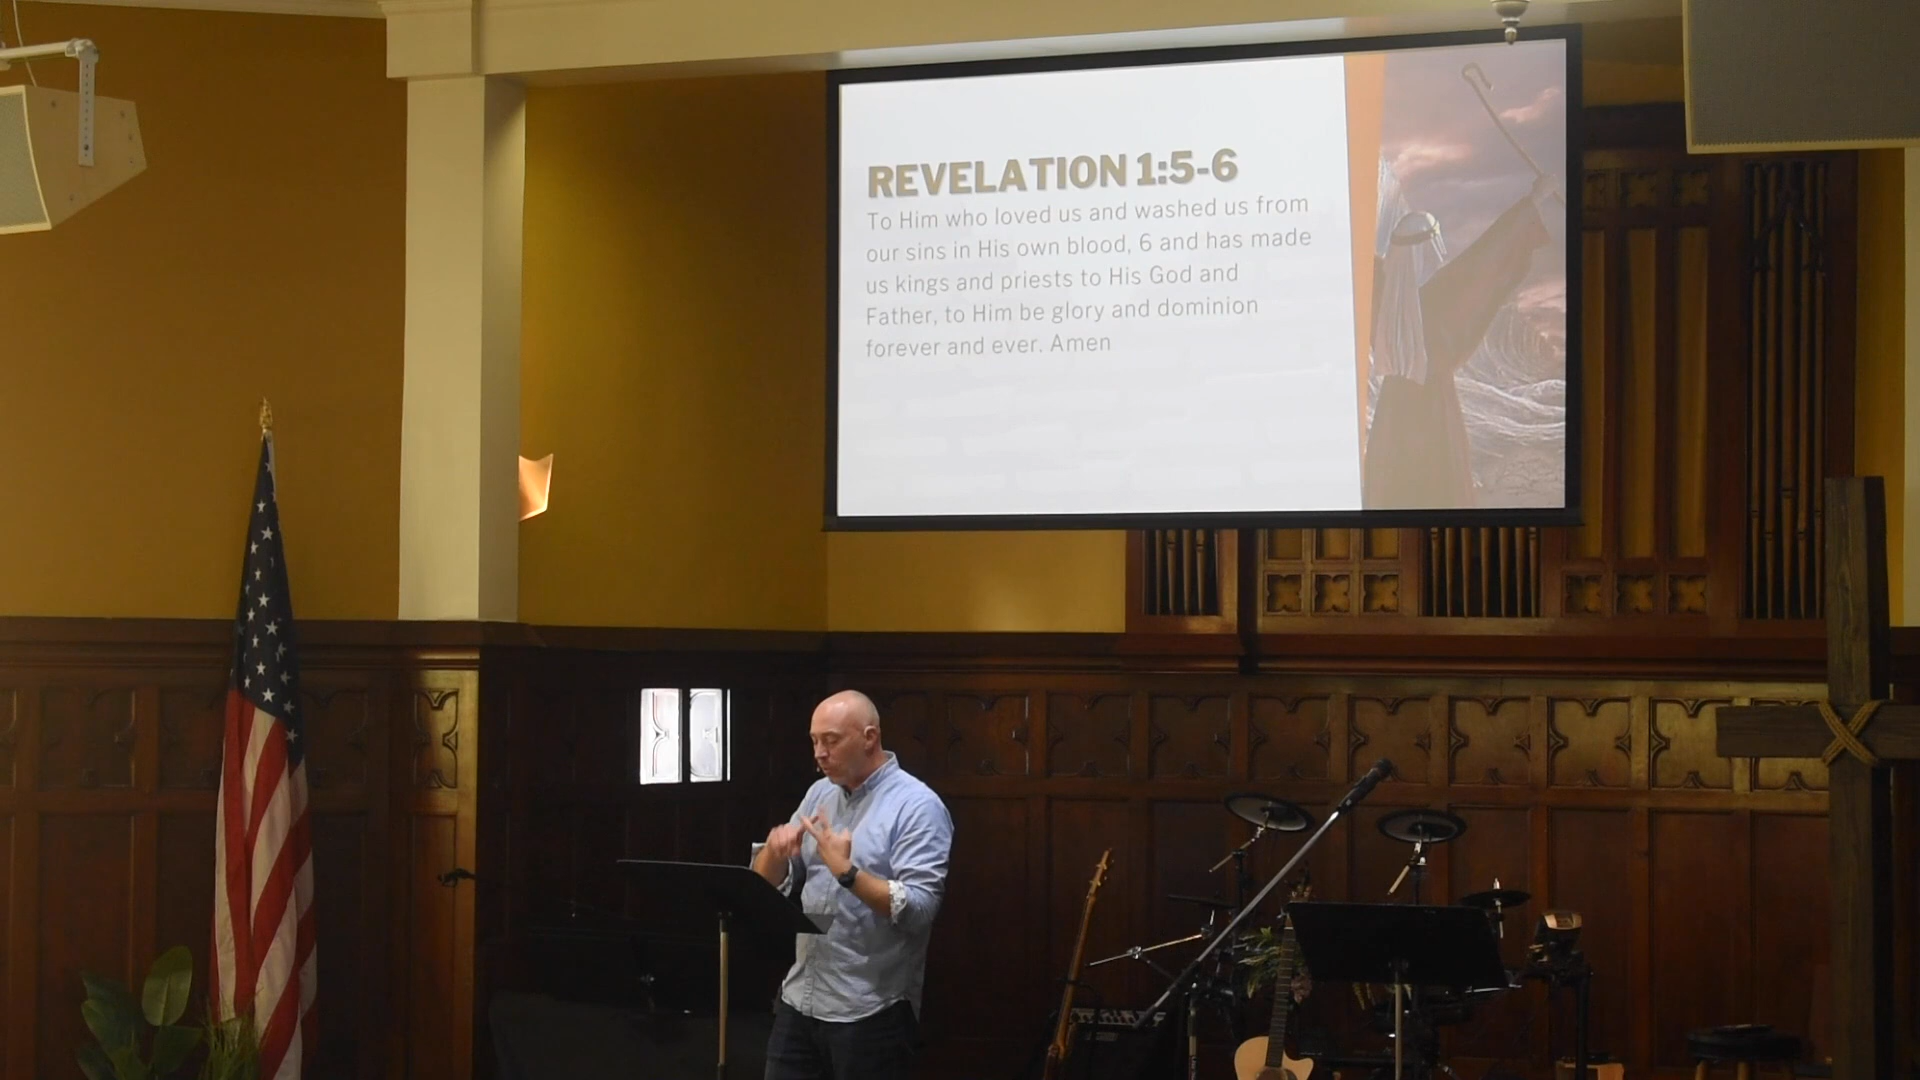 REVELATION 1:5-6
To Him who loved us and washed us from
our sins in His own blood, 6 and has made
us kings and priests to His God and
Father, to Him be glory and dominion
forever and ever. Amen